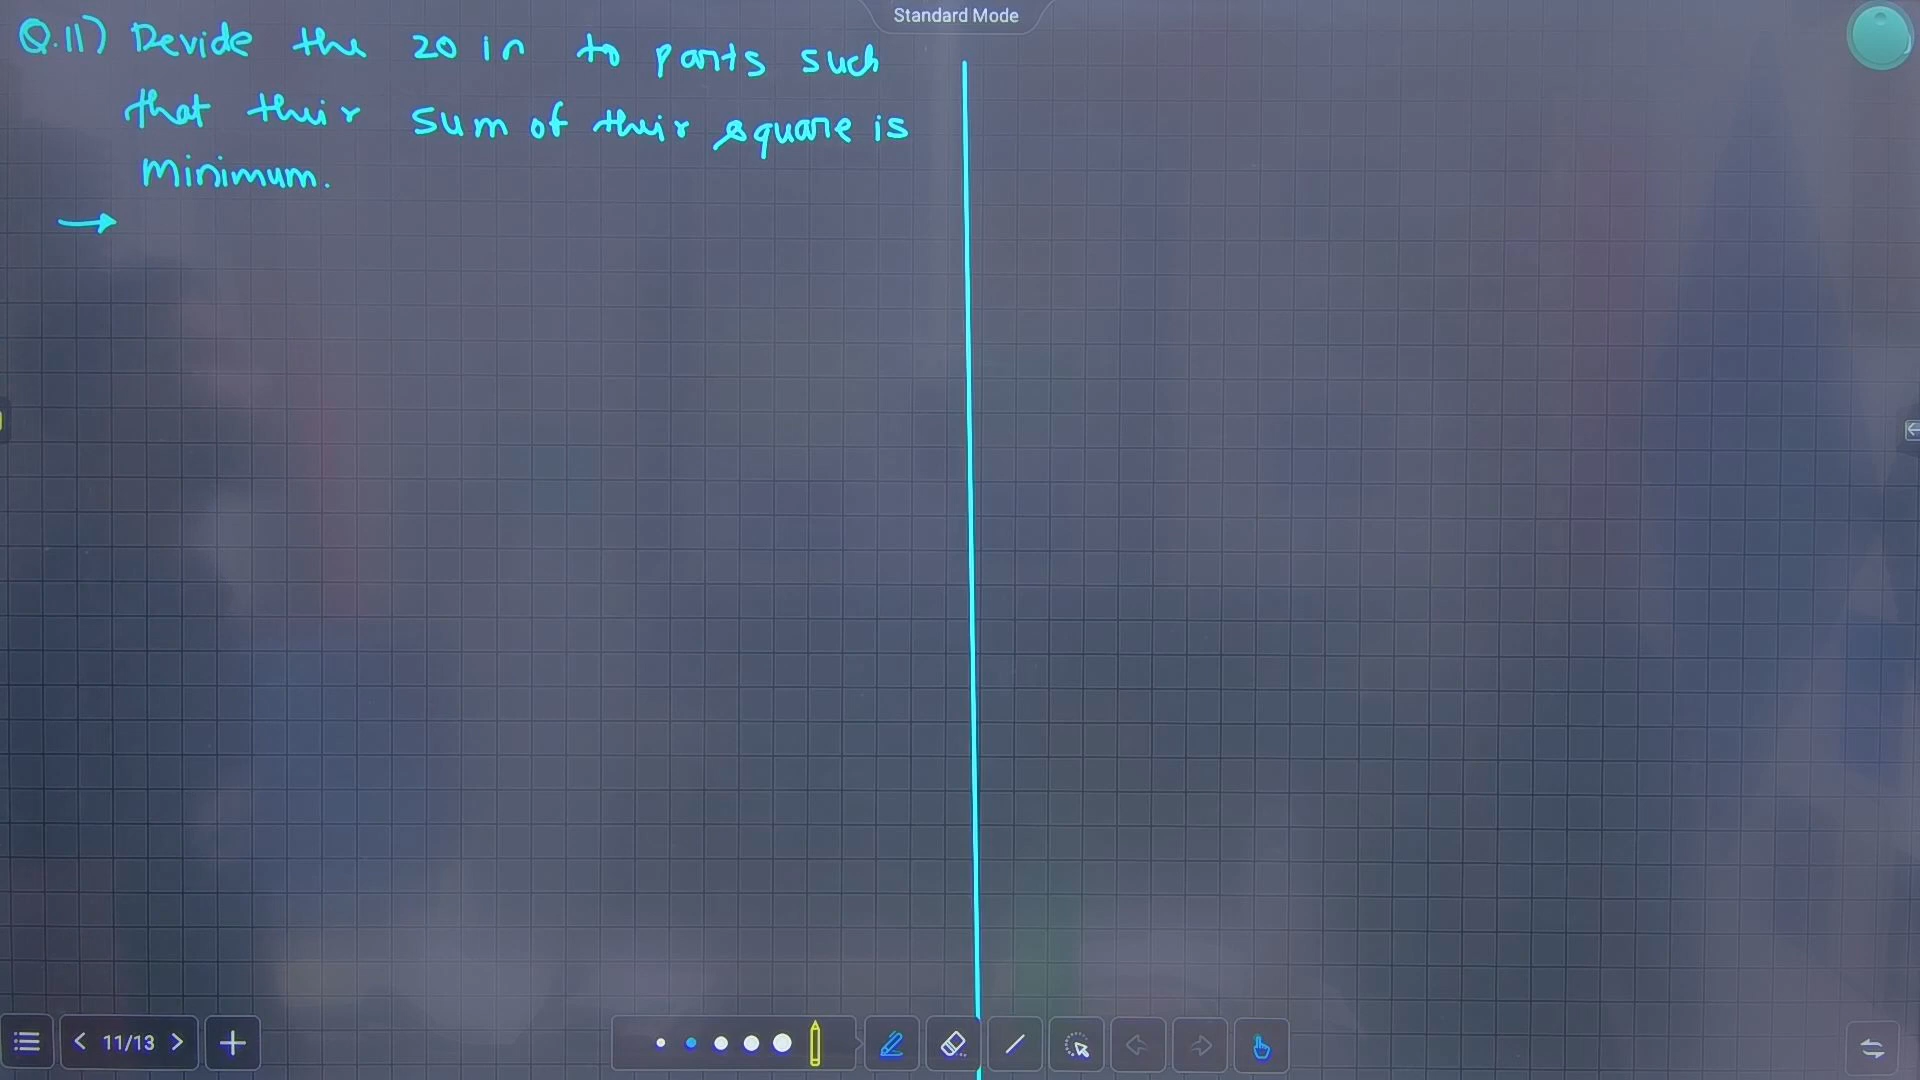 Standard Mode
Q.11) Devide the 20 in to parts such
that their sum of their square is
minimum.
11/13